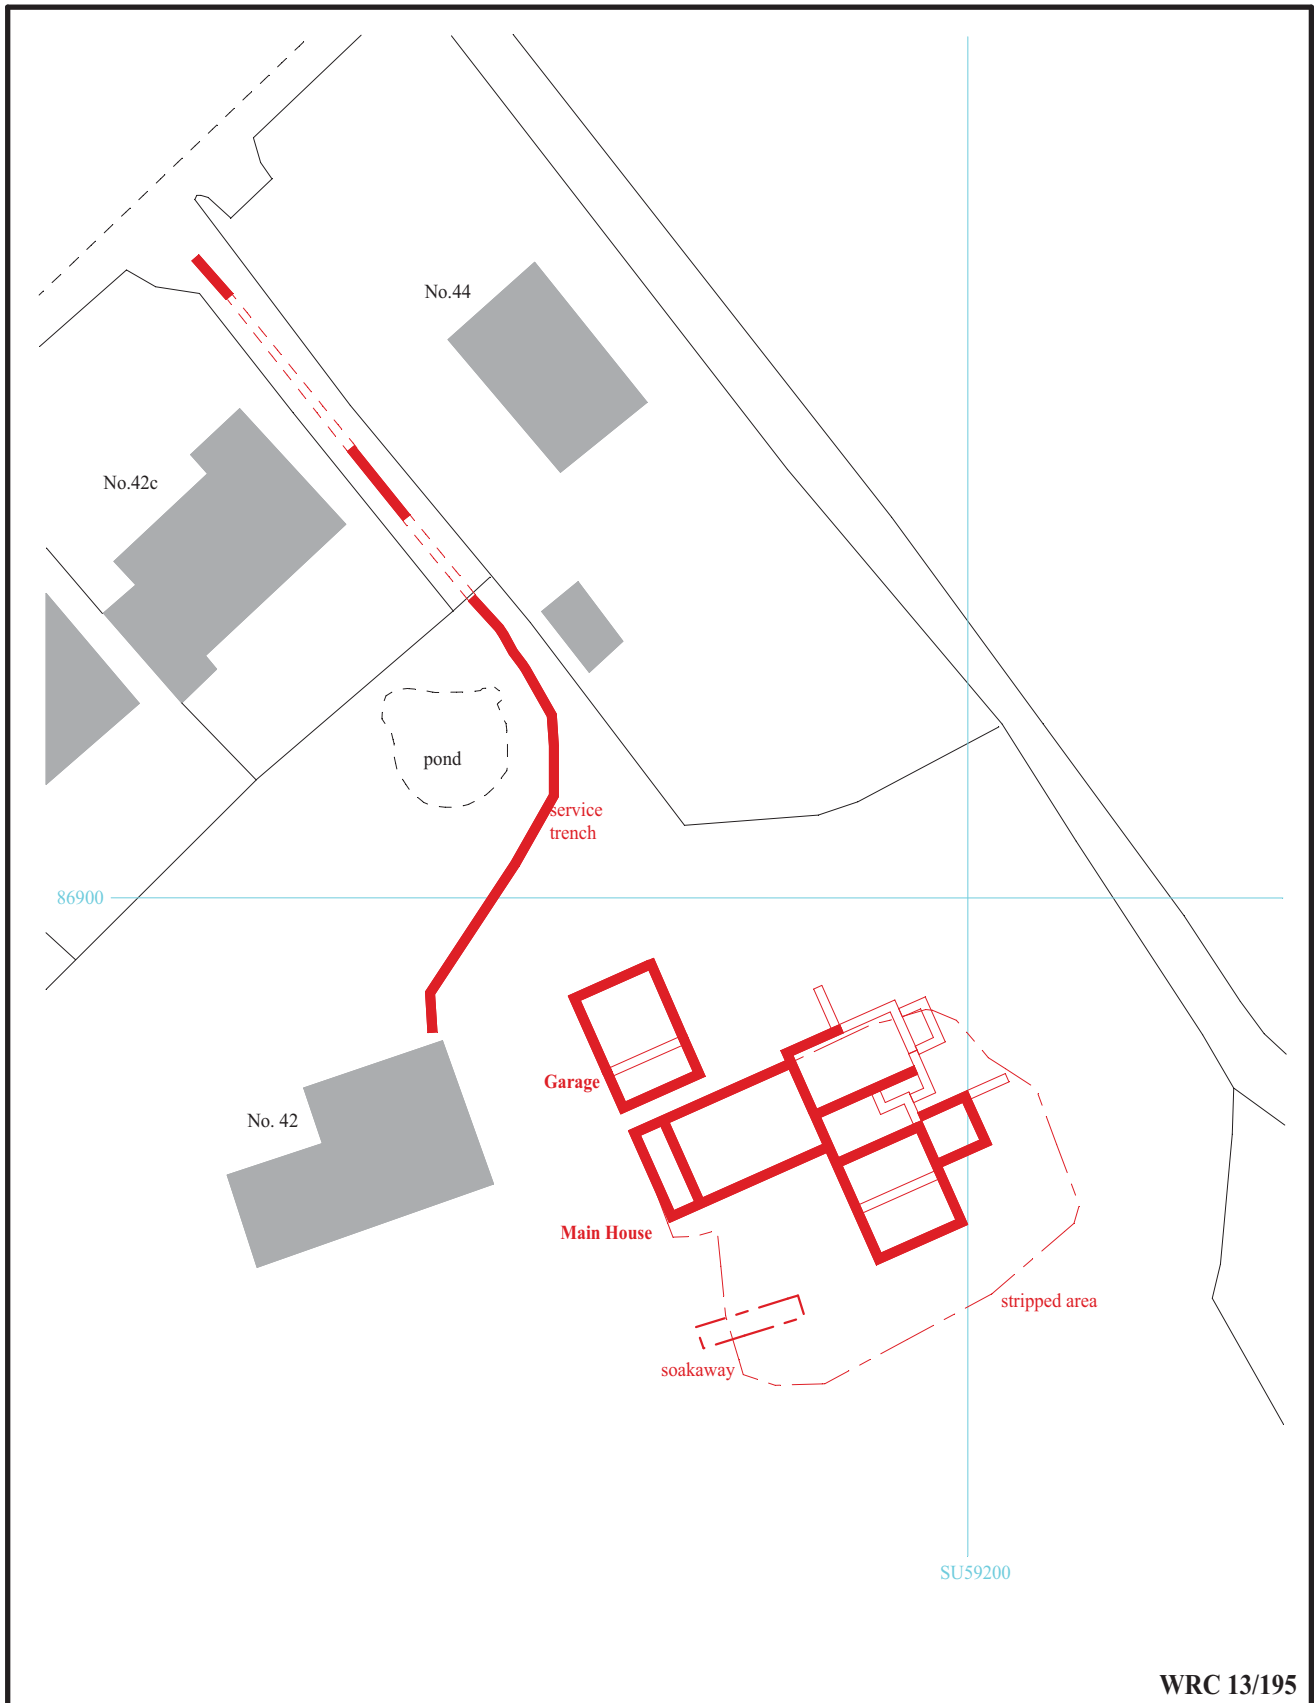 No.44
No.42c
pond
service
trench
86900
Garage
No. 42
Main House
stripped area
soakaway
SU59200
WRC 13/195